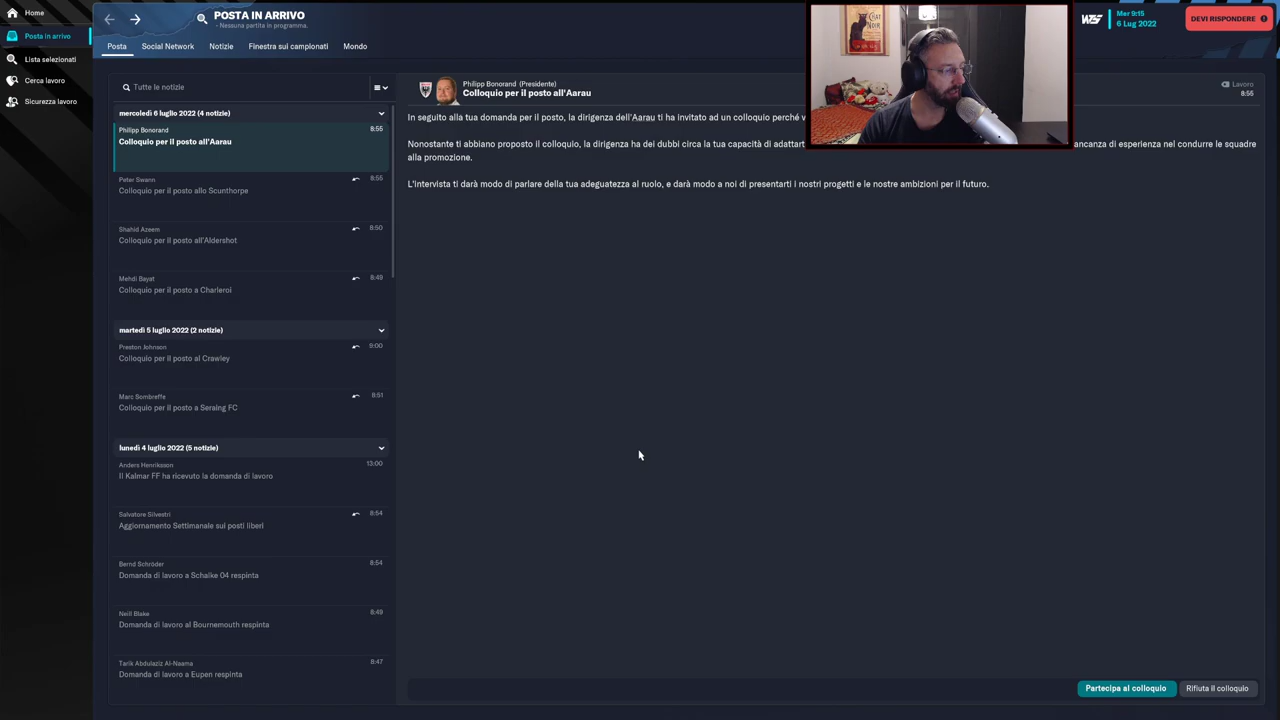 Home
Posta in arrivo
Lista selezionati
Cerca lavoro
Sicurezza lavoro
POSTA IN ARRIVO
- Nessuna partita in programma.
Posta
Social Network
Notizie
Finestra sui campionati
Mondo
CHAT
NOIR
Mer 9:15
6 Lug 2022
DEVI RISPONDERE
Tutte le notizie
mercoledì 6 luglio 2022 (4 notizie)
Philipp Bonorand 8:55
Colloquio per il posto all'Aarau
Peter Swann 8:55
Colloquio per il posto allo Scunthorpe
Shahid Azeem 8:50
Colloquio per il posto all'Aldershot
Mehdi Bayat 8:49
Colloquio per il posto a Charleroi
martedì 5 luglio 2022 (2 notizie)
Preston Johnson 9:00
Colloquio per il posto al Crawley
Marc Sombreffe 8:51
Colloquio per il posto a Seraing FC
lunedì 4 luglio 2022 (5 notizie)
Anders Henriksson 13:00
Il Kalmar FF ha ricevuto la domanda di lavoro
Salvatore Silvestri 8:54
Aggiornamento Settimanale sui posti liberi
Bernd Schröder 8:54
Domanda di lavoro a Schalke 04 respinta
Neill Blake 8:49
Domanda di lavoro al Bournemouth respinta
Tarik Abdulaziz Al-Naama 8:47
Domanda di lavoro a Eupen respinta
Philipp Bonorand (Presidente)
Colloquio per il posto all'Aarau
Lavoro
8:55
In seguito alla tua domanda per il posto, la dirigenza dell'Aarau ti ha invitato ad un colloquio perché
Nonostante ti abbiano proposto il colloquio, la dirigenza ha dei dubbi circa la tua capacità di adattar ancanza di esperienza nel condurre le squadre
alla promozione.
L'intervista ti darà modo di parlare della tua adeguatezza al ruolo, e darà modo a noi di presentarti i nostri progetti e le nostre ambizioni per il futuro.
Partecipa al colloquio
Rifiuta il colloquio